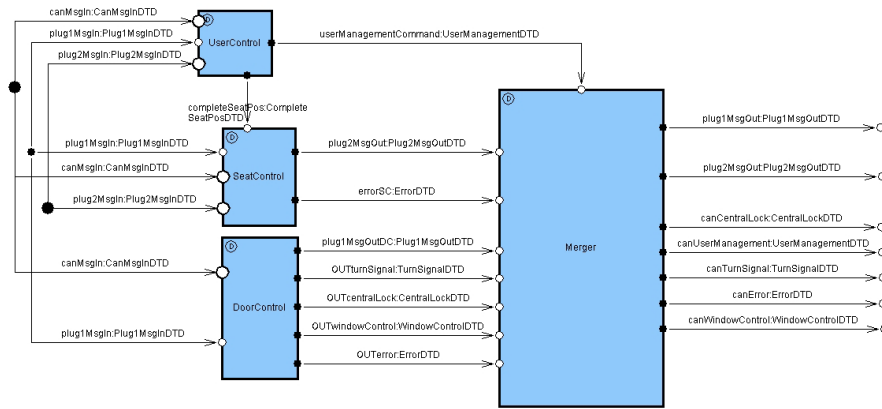 canMsgIn:CanMsgInDTD
D
plug1MsgIn:Plug1MsgInDTD
UserControl
userManagementCommand:UserManagementDTD
plug2MsgIn:Plug2MsgInDTD
completeSeatPos:Complete
SeatPosDTD
D
D
plug1MsgOut:Plug1MsgOutDTD
plug1MsgIn:Plug1MsgInDTD
plug2MsgOut:Plug2MsgOutDTD
canMsgIn:CanMsgInDTD
SeatControl
plug2MsgOut:Plug2MsgOutDTD
plug2MsgIn:Plug2MsgInDTD
errorSC:ErrorDTD
canCentralLock:CentralLockDTD
D
plug1MsgOutDC:Plug1MsgOutDTD
Merger
canUserManagement:UserManagementDTD
canMsgIn:CanMsgInDTD
OUTturnSignal:TurnSignalDTD
canTurnSignal:TurnSignalDTD
DoorControl
OUTcentralLock:CentralLockDTD
canError:ErrorDTD
plug1MsgIn:Plug1MsgInDTD
OUTwindowControl:WindowControlDTD
canWindowControl:WindowControlDTD
OUTerror:ErrorDTD